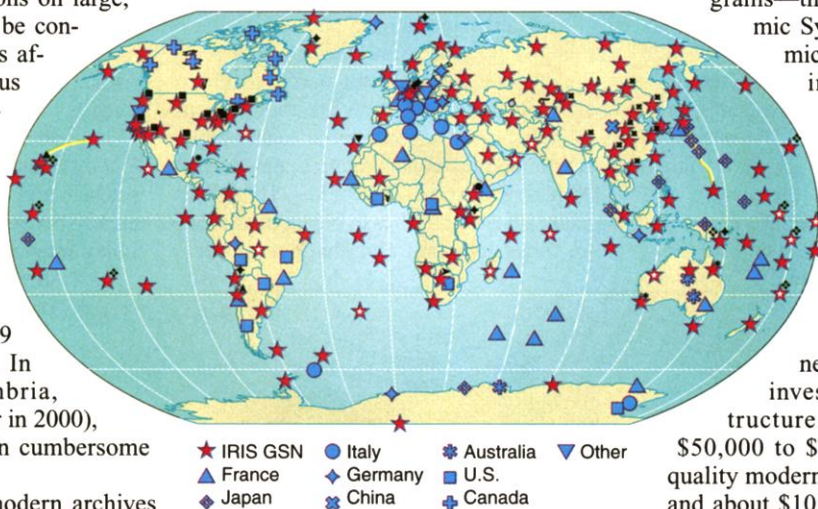 ons on large,
be con-
s af-
us
9
In
nbria,
r in 2000),
n cumbersome
nodern archives
grams—th
mic Sy
mic
in
ne
inves
tructure
$50,000 to $
quality modern
and about $10
IRIS GSN
France
Japan
Italy
Germany
China
Australia
U.S.
Canada
Other